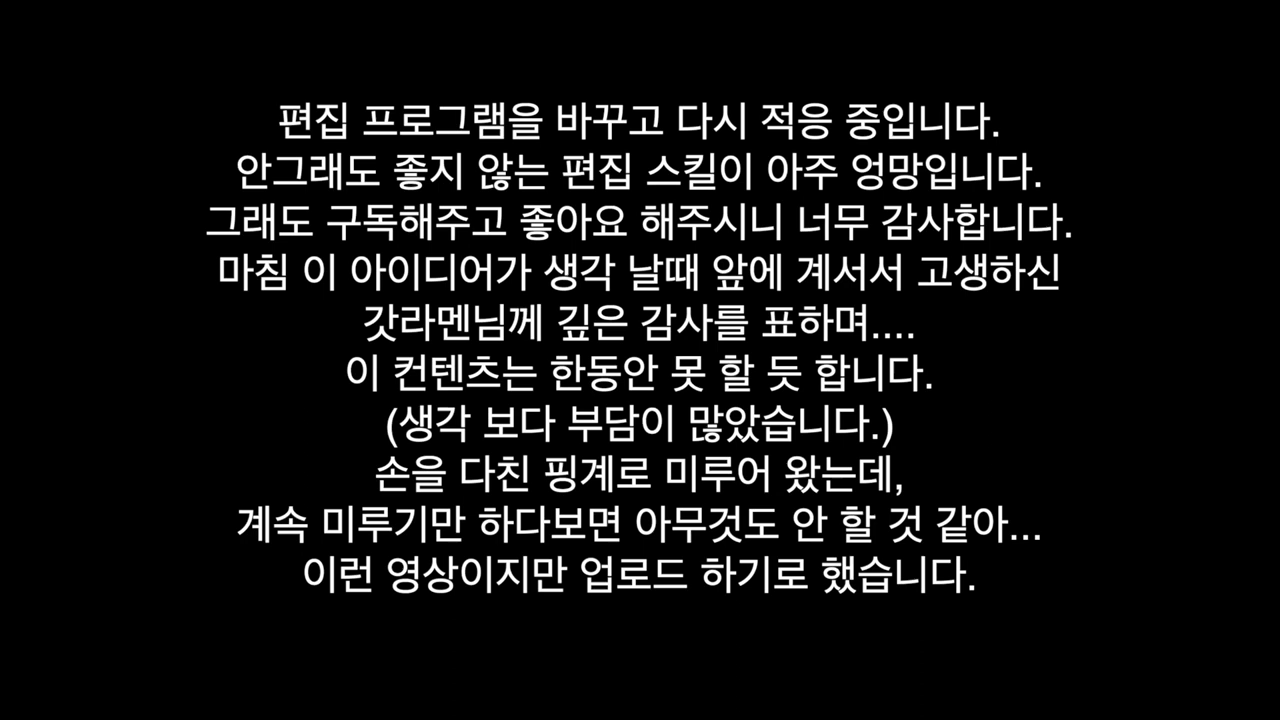 편집 프로그램을 바꾸고 다시 적응 중입니다.
안그래도 좋지 않는 편집 스킬이 아주 엉망입니다.
그래도 구독해주고 좋아요 해주시니 너무 감사합니다.
마침 이 아이디어가 생각 날때 앞에 계서서 고생하신
갓라멘님께 깊은 감사를 표하며....
이 컨텐츠는 한동안 못 할 듯 합니다.
(생각 보다 부담이 많았습니다.)
손을 다친 핑계로 미루어 왔는데,
계속 미루기만 하다보면 아무것도 안 할 것 같아...
이런 영상이지만 업로드 하기로 했습니다.